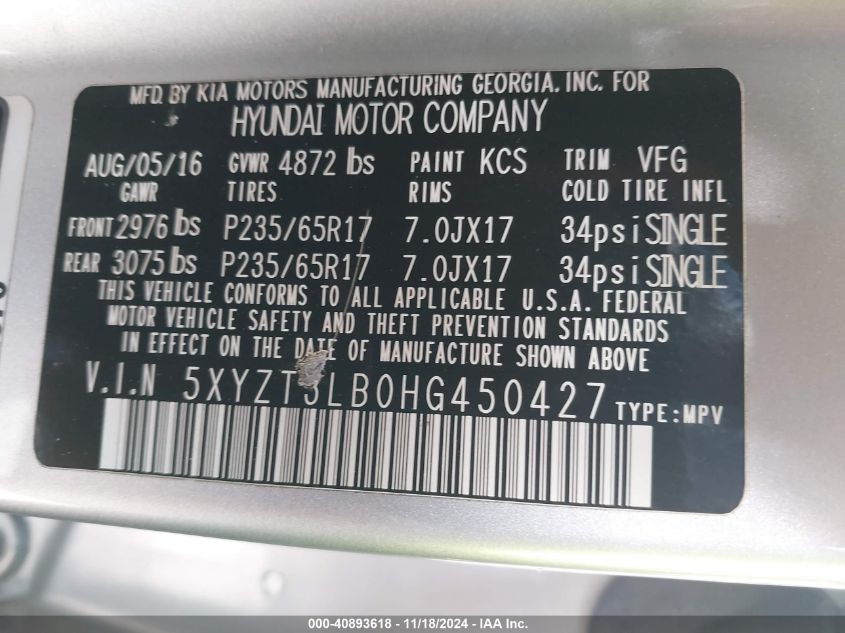 MFD. BY KIA MOTORS MANUFACTURING GEORGIA, INC. FOR
HYUNDAI MOTOR COMPANY
AUG/05/16 GVWR 4872 lbs PAINT KCS TRIM VFG
GAWR TIRES RIMS COLD TIRE INFL
FRONT 2976 lbs P235/65R17 7.0JX17 34psi SINGLE
REAR 3075 lbs P235/65R17 7.0JX17 34psi SINGLE
THIS VEHICLE CONFORMS TO ALL APPLICABLE U.S.A. FEDERAL
MOTOR VEHICLE SAFETY AND THEFT PREVENTION STANDARDS
IN EFFECT ON THE DATE OF MANUFACTURE SHOWN ABOVE
V.I.N 5XYZT3LB0HG450427 TYPE:MPV
000-40893618 - 11/18/2024 - IAA Inc.